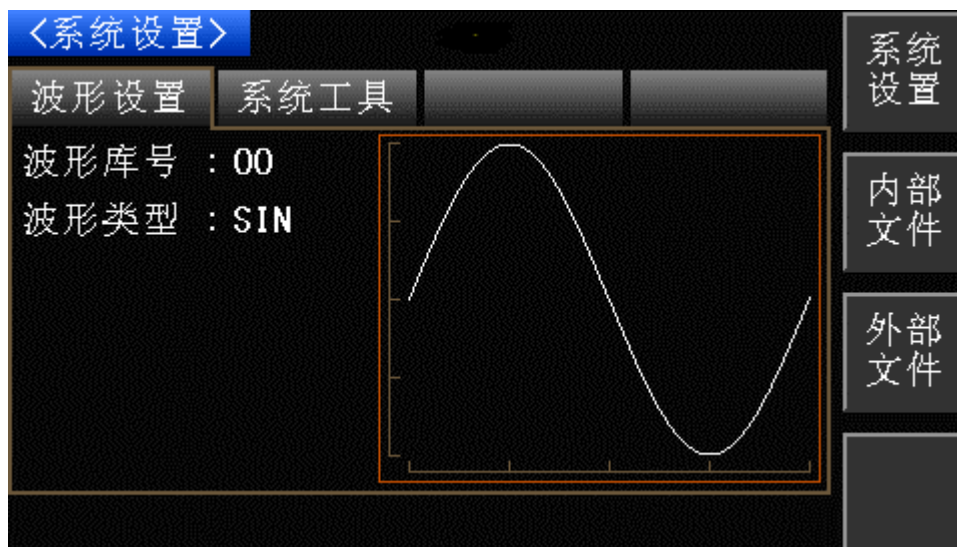 <系统设置>
波形设置 系统工具
波形库号 : 00
波形类型 : SIN
系统
设置
内部
文件
外部
文件